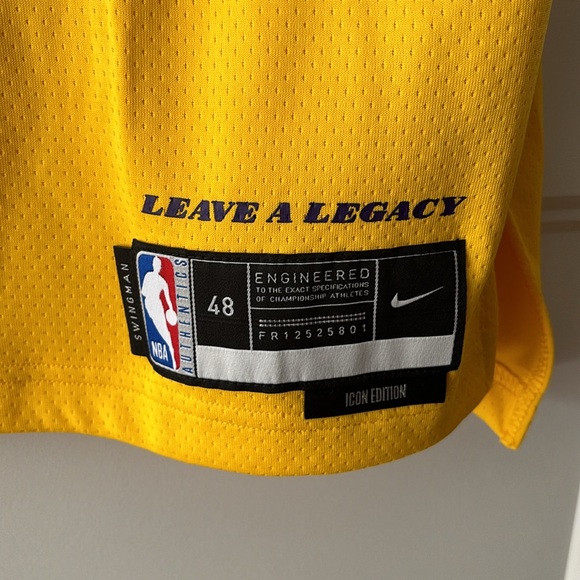 LEAVE A LEGACY
SWINGMAN
NBA
AUTHENTICS
48
ENGINEERED
TO THE EXACT SPECIFICATIONS
OF CHAMPIONSHIP ATHLETES
FR12525801
ICON EDITION